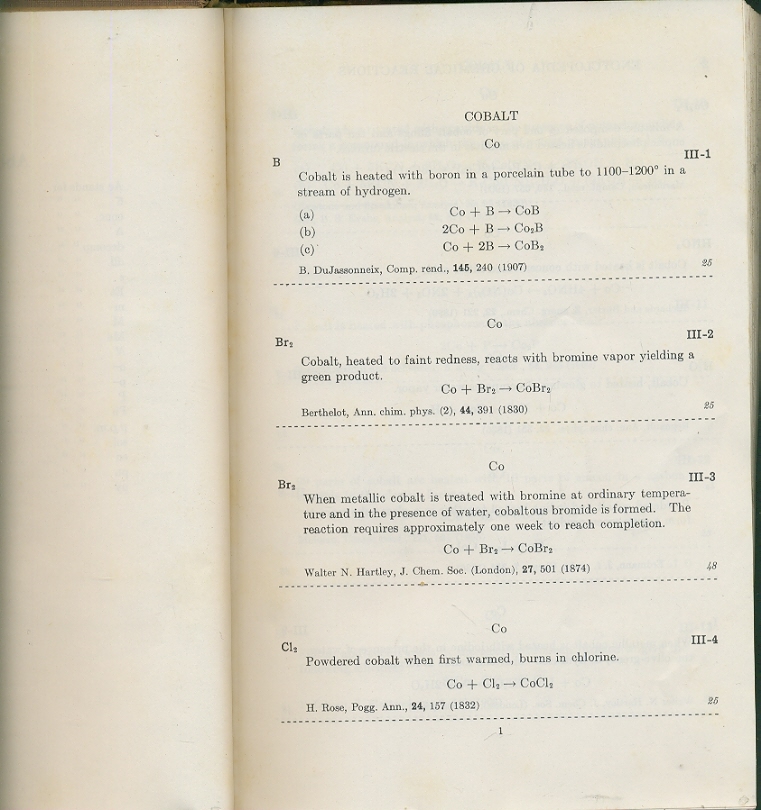 COBALT
Co
B
III-1
Cobalt is heated with boron in a porcelain tube to 1100–1200° in a
stream of hydrogen.
(a) Co + B → CoB
(b) 2Co + B → Co₂B
(c) Co + 2B → CoB₂
B. DuJassonneix, Comp. rend., 145, 240 (1907) 25
Co
Br₂
III-2
Cobalt, heated to faint redness, reacts with bromine vapor yielding a
green product.
Co + Br₂ → CoBr₂
Berthelot, Ann. chim. phys. (2), 44, 391 (1830) 25
Co
Br₂
III-3
When metallic cobalt is treated with bromine at ordinary tempera-
ture and in the presence of water, cobaltous bromide is formed. The
reaction requires approximately one week to reach completion.
Co + Br₂ → CoBr₂
Walter N. Hartley, J. Chem. Soc. (London), 27, 501 (1874) 48
Co
Cl₂
III-4
Powdered cobalt when first warmed, burns in chlorine.
Co + Cl₂ → CoCl₂
H. Rose, Pogg. Ann., 24, 157 (1832) 25
1